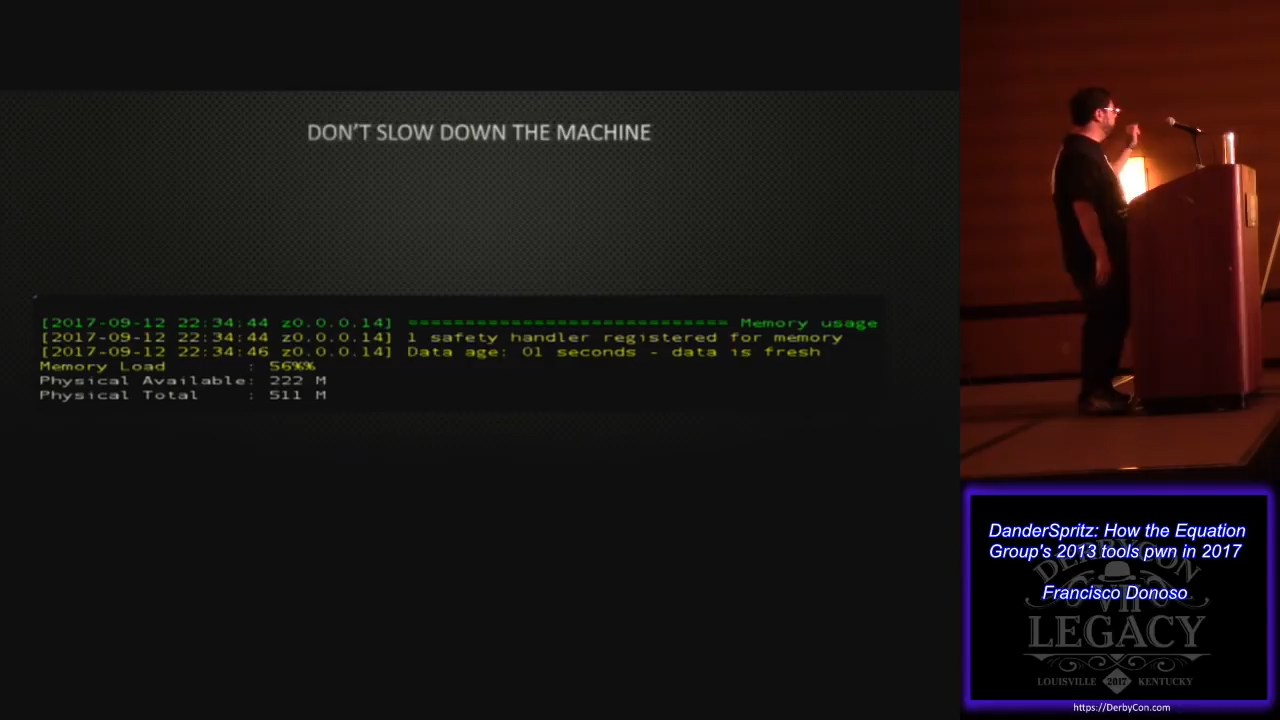 DON'T SLOW DOWN THE MACHINE
[2017-09-12 22:34:44 z0.0.0.14] ============================ Memory usage
[2017-09-12 22:34:44 z0.0.0.14] 1 safety handler registered for memory
[2017-09-12 22:34:46 z0.0.0.14] Data age: 01 seconds - data is fresh
Memory Load : 56%%
Physical Available: 222 M
Physical Total : 511 M
DanderSpritz: How the Equation
Group's 2013 tools pwn in 2017
Francisco Donoso
DERBYCON
VII
LEGACY
LOUISVILLE 2017 KENTUCKY
https://DerbyCon.com